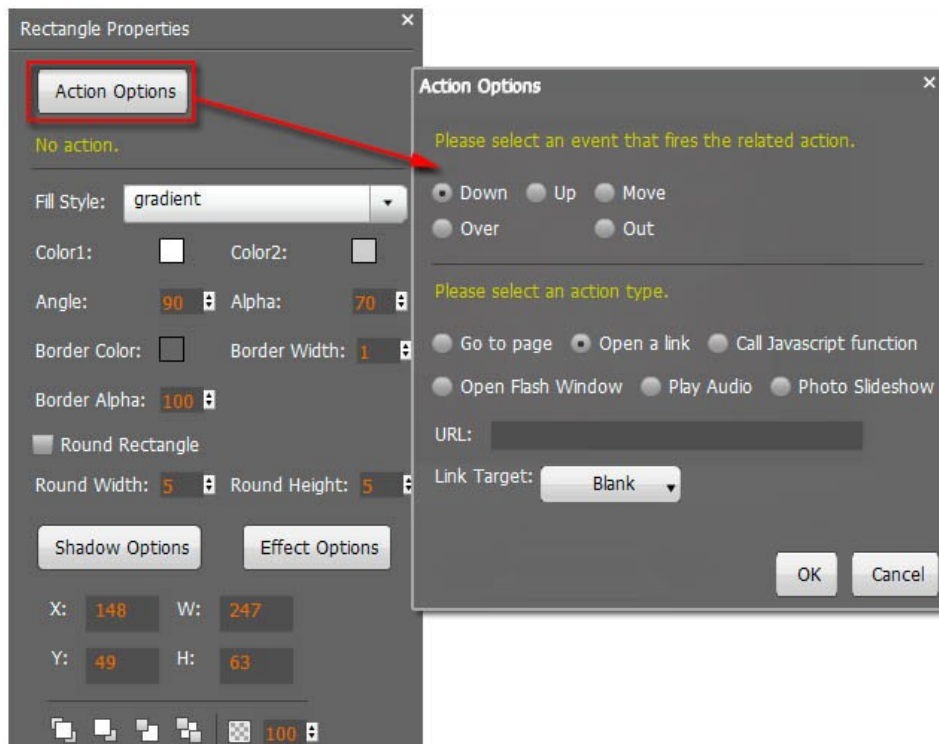 Rectangle Properties
Action Options
No action.
Fill Style: gradient
Color1: Color2:
Angle: 90 Alpha: 70
Border Color: Border Width: 1
Border Alpha: 100
Round Rectangle
Round Width: 5 Round Height: 5
Shadow Options Effect Options
X: 148 W: 247
Y: 49 H: 63
100
Action Options
Please select an event that fires the related action.
Down Up Move
Over Out
Please select an action type.
Go to page Open a link Call Javascript function
Open Flash Window Play Audio Photo Slideshow
URL:
Link Target: Blank
OK Cancel